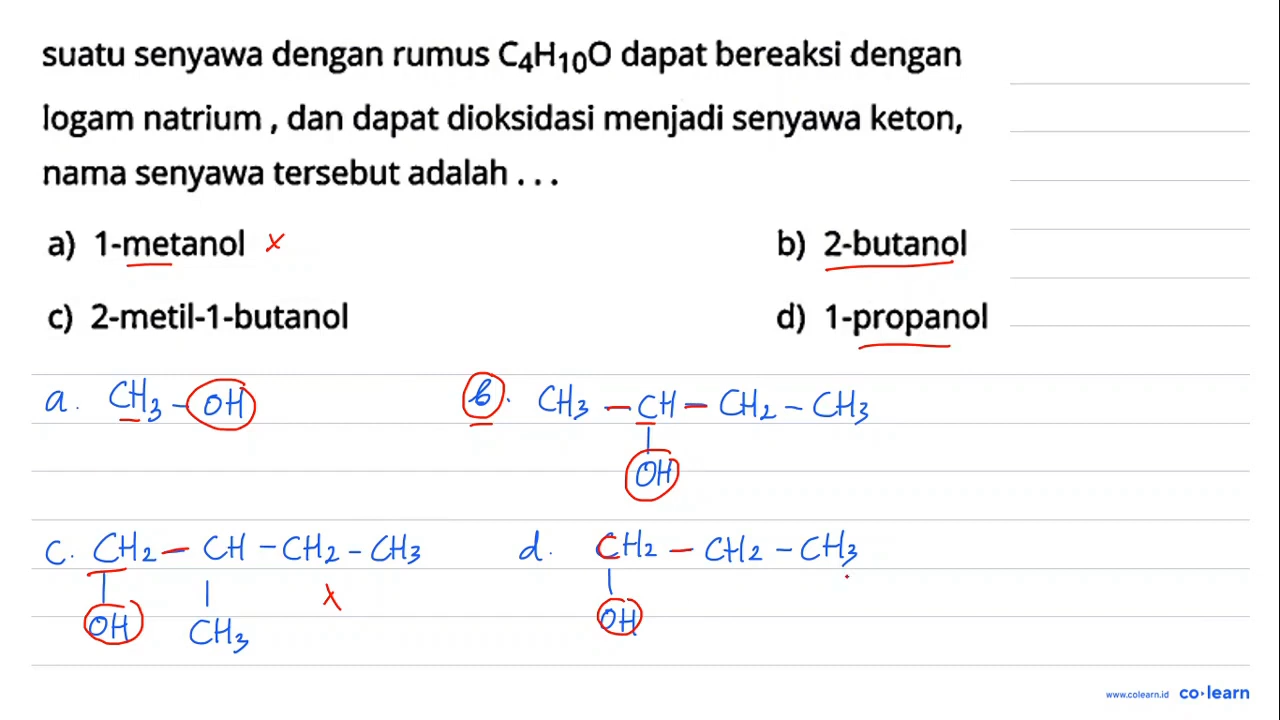 suatu senyawa dengan rumus C₄H₁₀O dapat bereaksi dengan
logam natrium , dan dapat dioksidasi menjadi senyawa keton,
nama senyawa tersebut adalah . . .
a) 1-metanol x
b) 2-butanol
c) 2-metil-1-butanol
d) 1-propanol
a. CH₃ – OH
b. CH₃ – CH – CH₂ – CH₃
OH
c. CH₂ – CH – CH₂ – CH₃
OH CH₃ x
d. CH₂ – CH₂ – CH₃
OH
www.colearn.id co·learn